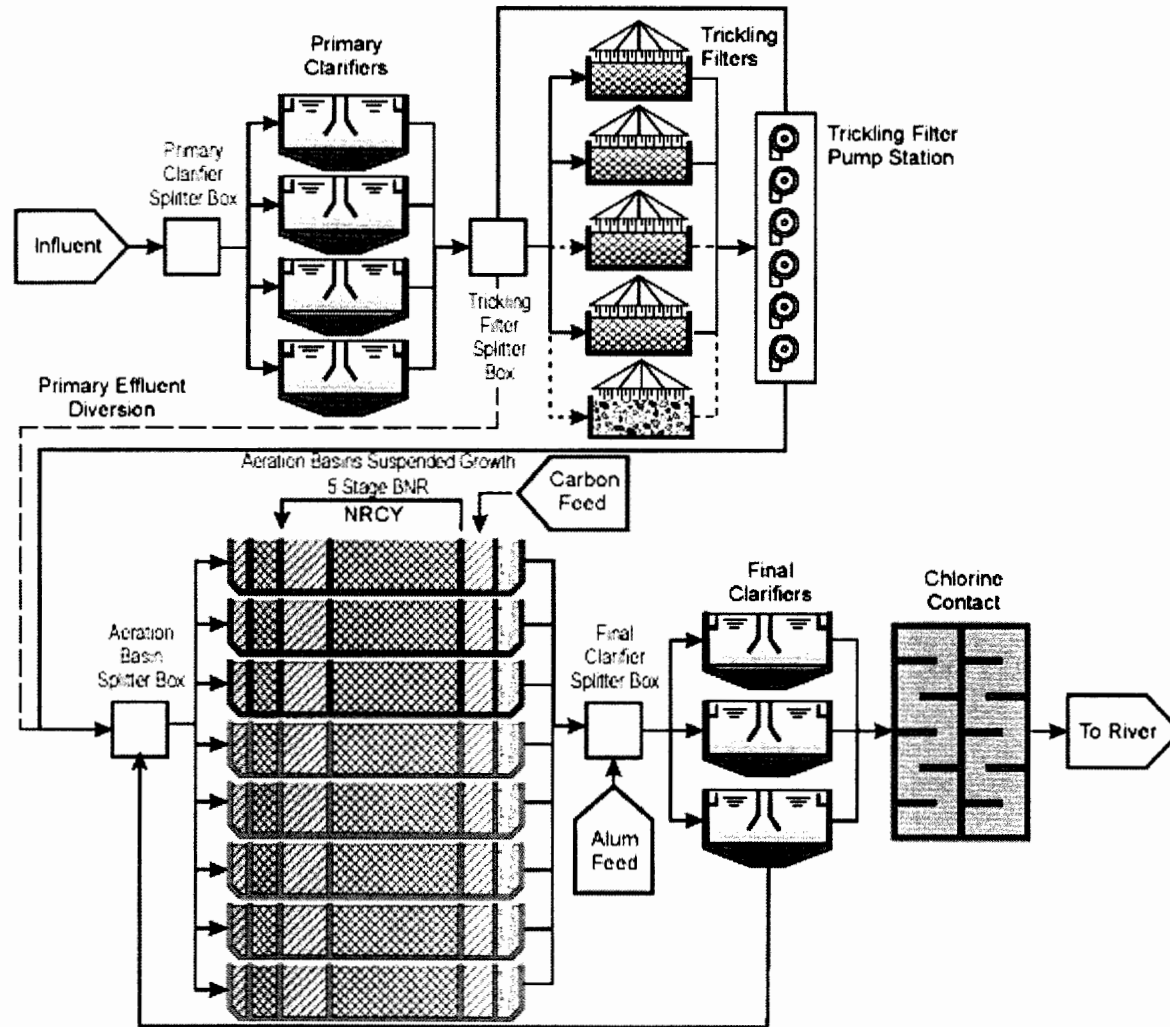 Primary
Clarifiers
Trickling
Filters
Primary
Clarifier
Splitter Box
Trickling Filter
Pump Station
Influent
Trickling
Filter
Splitter
Box
Primary Effluent
Diversion
Aeration Basins Suspended Growth
5 Stage BNR
NRCY
Carbon
Feed
Aeration
Basin
Splitter Box
Final
Clarifier
Splitter Box
Final
Clarifiers
Chlorine
Contact
To River
Alum
Feed